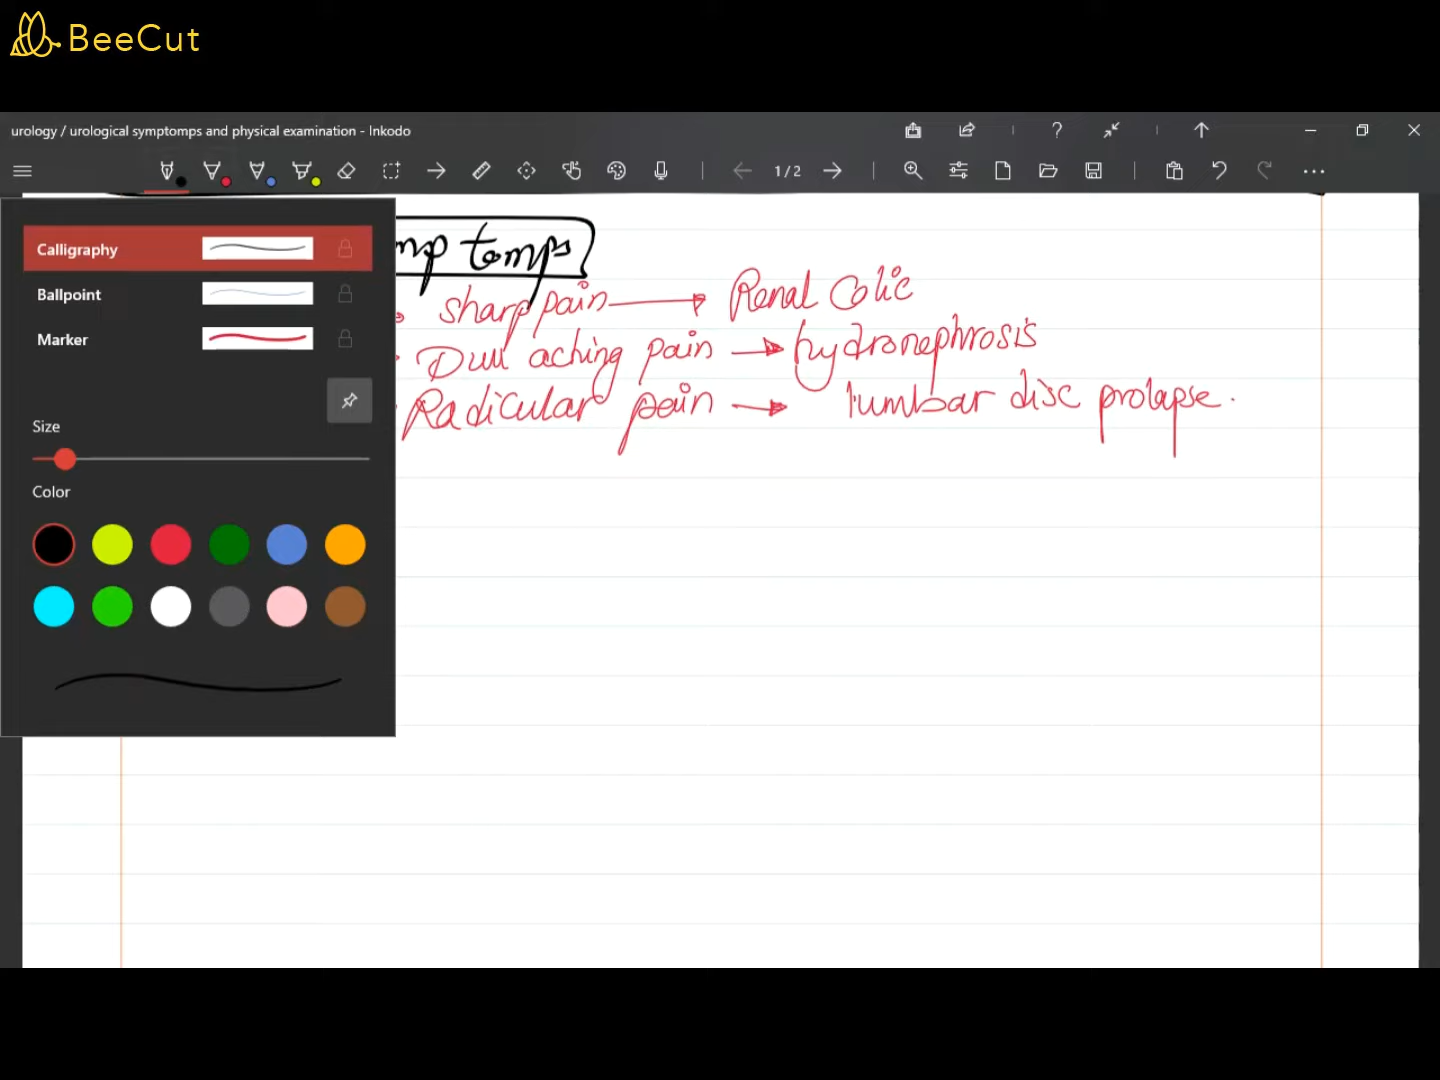 BeeCut
urology / urological symptomps and physical examination - Inkodo
1 / 2
Calligraphy
Ballpoint
Marker
Size
Color
mp tomps
sharp pain → Renal Colic
Dull aching pain → hydronephrosis
Radicular pain → lumbar disc prolapse.